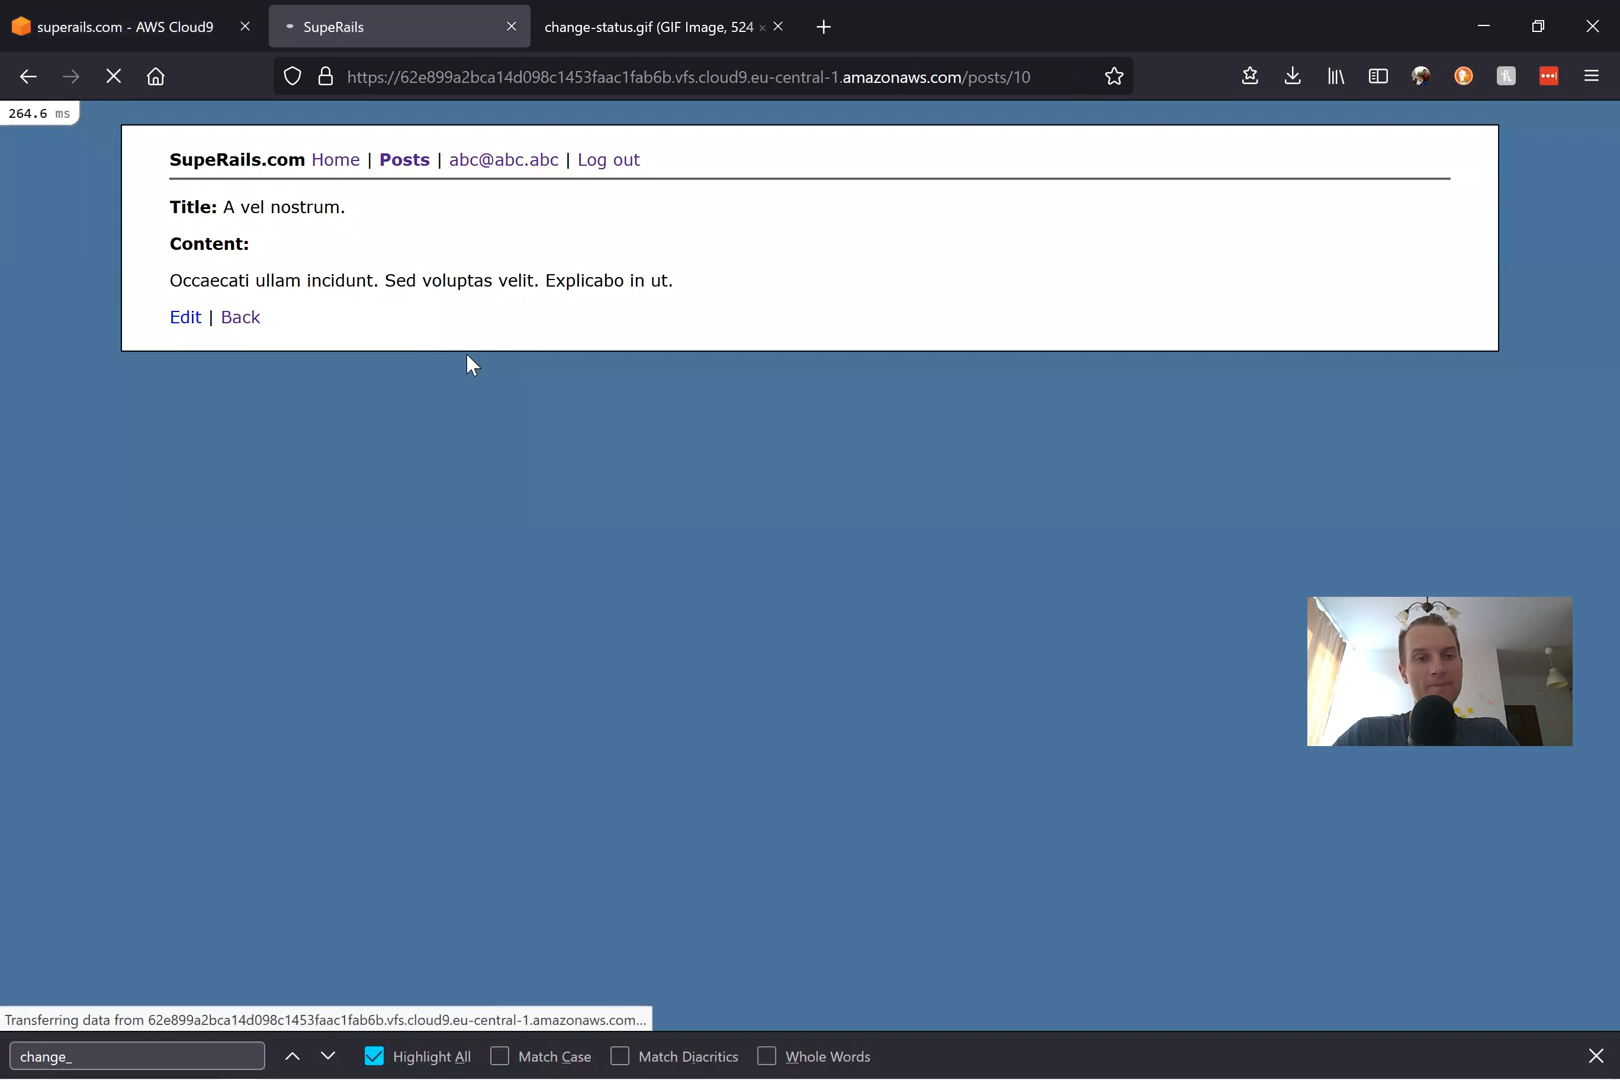 superails.com - AWS Cloud9
SupeRails
change-status.gif (GIF Image, 524
https://62e899a2bca14d098c1453faac1fab6b.vfs.cloud9.eu-central-1.amazonaws.com/posts/10
264.6 ms
SupeRails.com Home | Posts | abc@abc.abc | Log out
Title: A vel nostrum.
Content:
Occaecati ullam incidunt. Sed voluptas velit. Explicabo in ut.
Edit | Back
Transferring data from 62e899a2bca14d098c1453faac1fab6b.vfs.cloud9.eu-central-1.amazonaws.com...
change_
Highlight All
Match Case
Match Diacritics
Whole Words